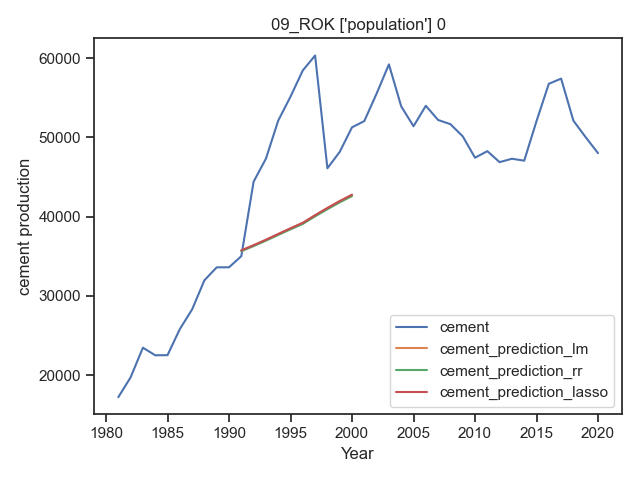 09_ROK ['population'] 0
cement production
60000
50000
40000
30000
20000
1980 1985 1990 1995 2000 2005 2010 2015 2020
Year
cement
cement_prediction_lm
cement_prediction_rr
cement_prediction_lasso